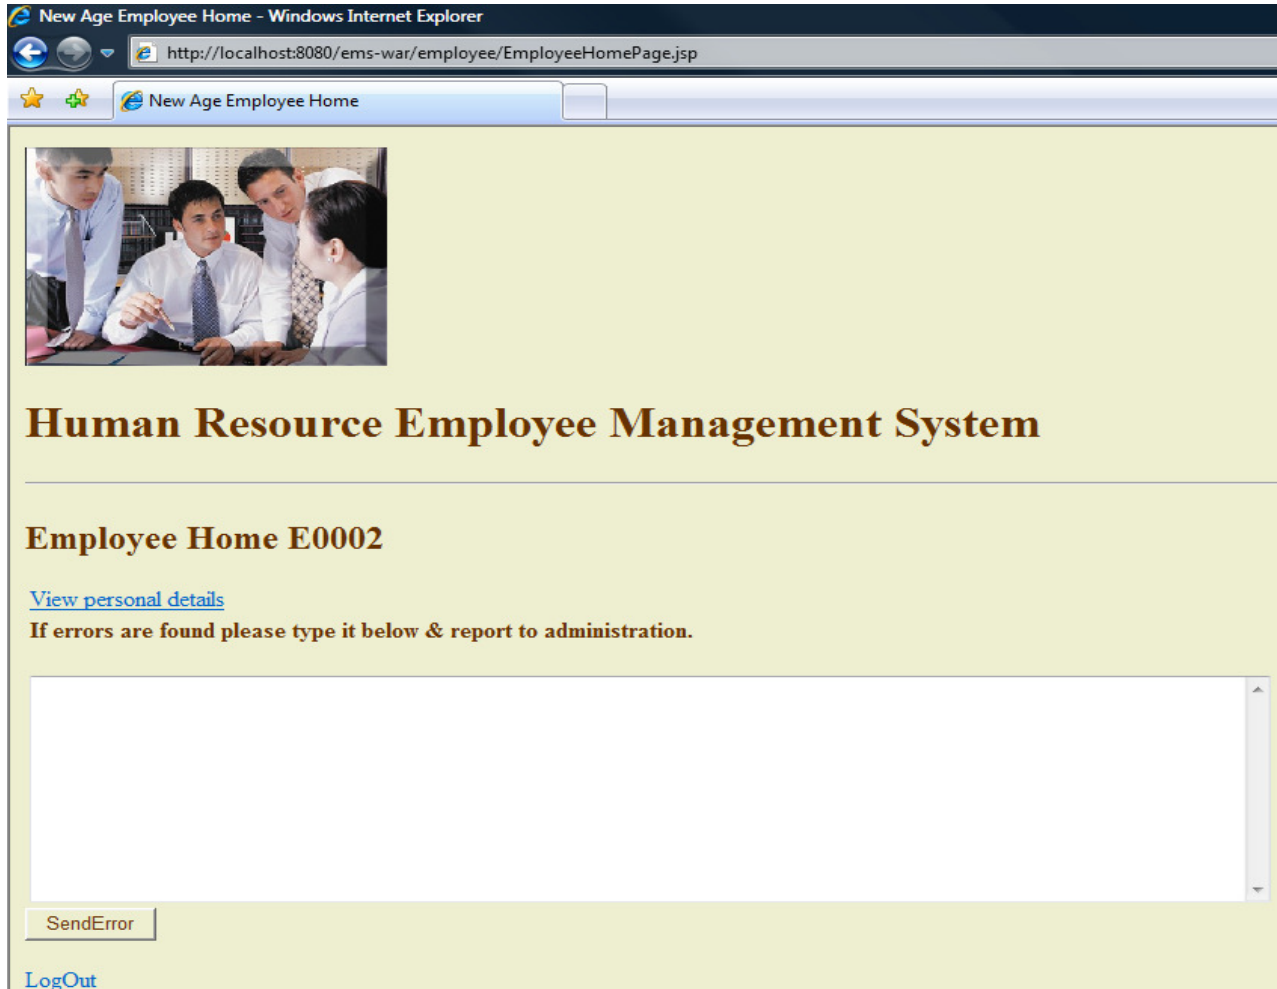 New Age Employee Home - Windows Internet Explorer
http://localhost:8080/ems-war/employee/EmployeeHomePage.jsp
New Age Employee Home
Human Resource Employee Management System
Employee Home E0002
View personal details
If errors are found please type it below & report to administration.
SendError
LogOut